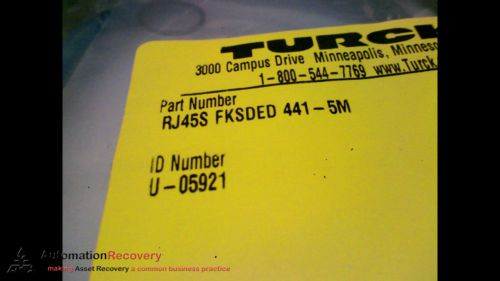 TURCK
3000 Campus Drive Minneapolis, Minneso
1-800-544-7769 www.Turck.
Part Number
RJ45S FKSDED 441-5M
ID Number
U-05921
AutomationRecovery
making Asset Recovery a common business practice